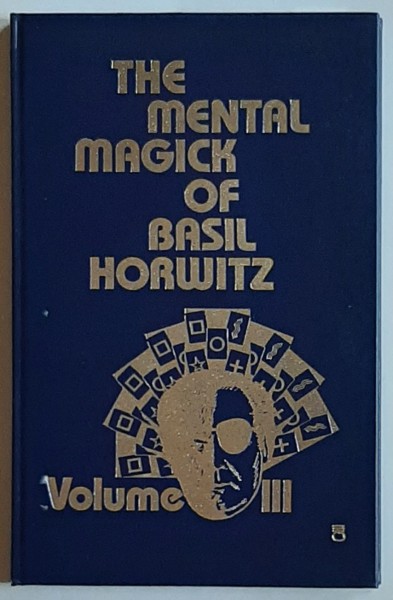 THE
MENTAL
MAGICK
OF
BASIL
HORWITZ
Volume III